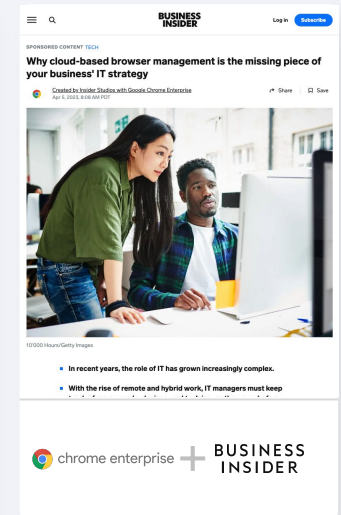 BUSINESS
INSIDER
Log in
Subscribe
SPONSORED CONTENT TECH
Why cloud-based browser management is the missing piece of
your business' IT strategy
Created by Insider Studios with Google Chrome Enterprise
Apr 5, 2023, 8:08 AM PDT
Share
Save
10'000 Hours/Getty Images
In recent years, the role of IT has grown increasingly complex.
With the rise of remote and hybrid work, IT managers must keep
chrome enterprise
BUSINESS
INSIDER